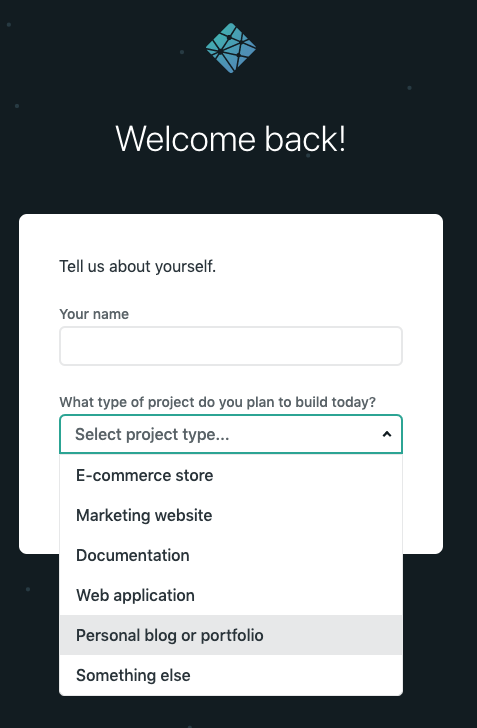 Welcome back!
Tell us about yourself.
Your name
What type of project do you plan to build today?
Select project type...
E-commerce store
Marketing website
Documentation
Web application
Personal blog or portfolio
Something else